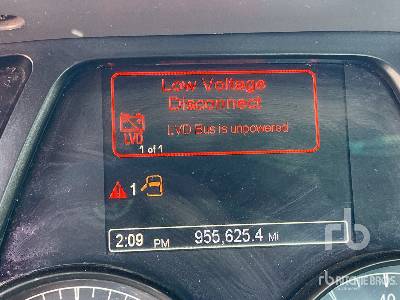 Low Voltage
Disconnect
LVD Bus is unpowered
LVD
1 of 1
1
2:09 PM 955,625.4 Mi
rb
RITCHIE BROS.